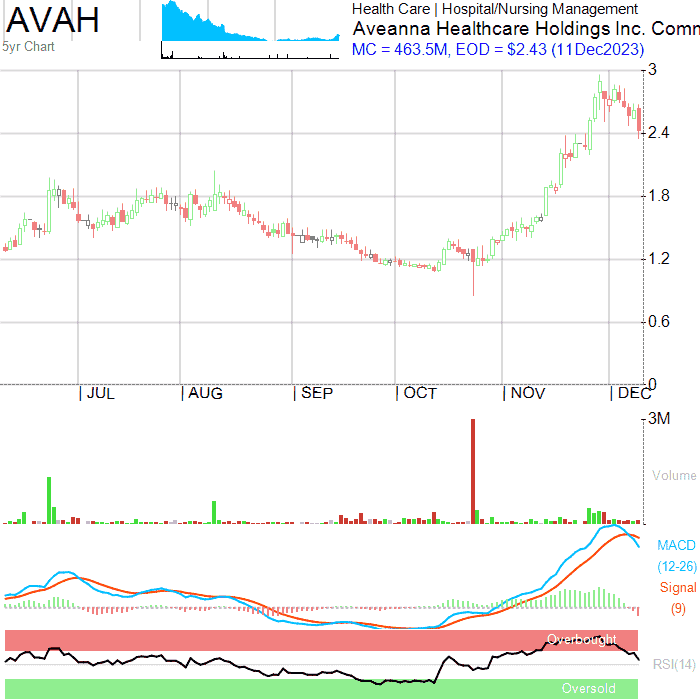 AVAH
5yr Chart
Health Care | Hospital/Nursing Management
Aveanna Healthcare Holdings Inc. Comm
MC = 463.5M, EOD = $2.43 (11Dec2023)
3
2.4
1.8
1.2
0.6
0
| JUL | AUG | SEP | OCT | NOV | DEC
3M
Volume
MACD
(12-26)
Signal
(9)
Overbought
RSI(14)
Oversold